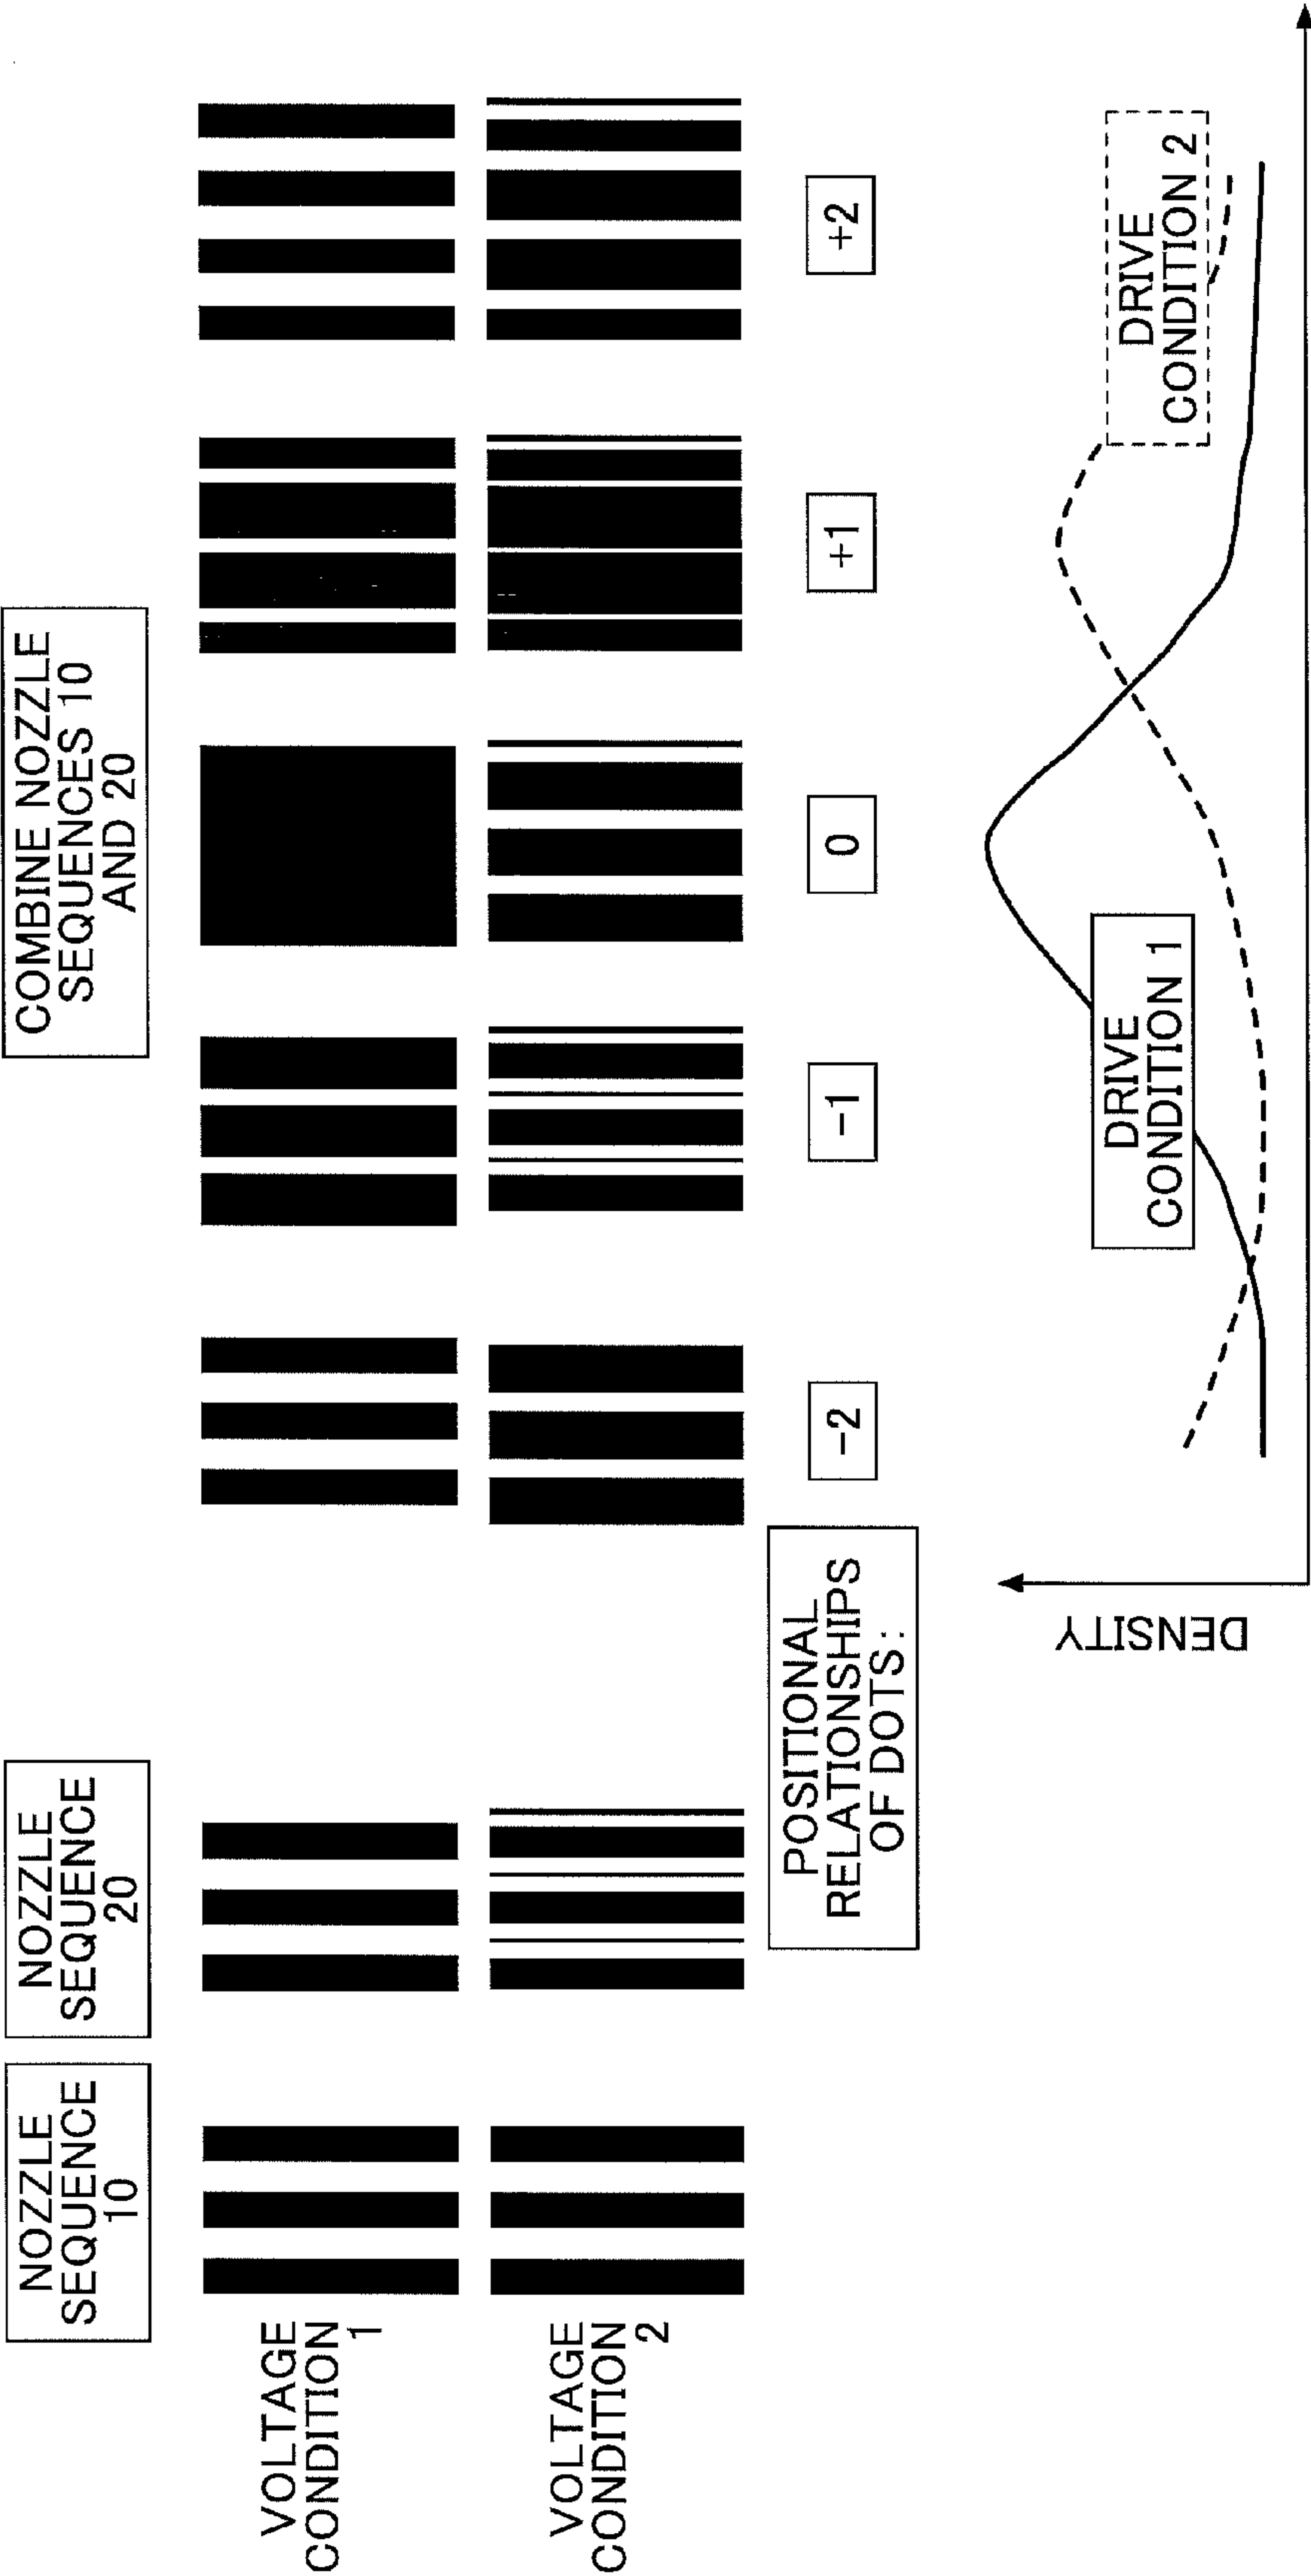 NOZZLE
SEQUENCE
10
NOZZLE
SEQUENCE
20
COMBINE NOZZLE
SEQUENCES 10
AND 20
VOLTAGE
CONDITION
1
VOLTAGE
CONDITION
2
POSITIONAL
RELATIONSHIPS
OF DOTS:
-2
-1
0
+1
+2
DENSITY
DRIVE
CONDITION 1
DRIVE
CONDITION 2